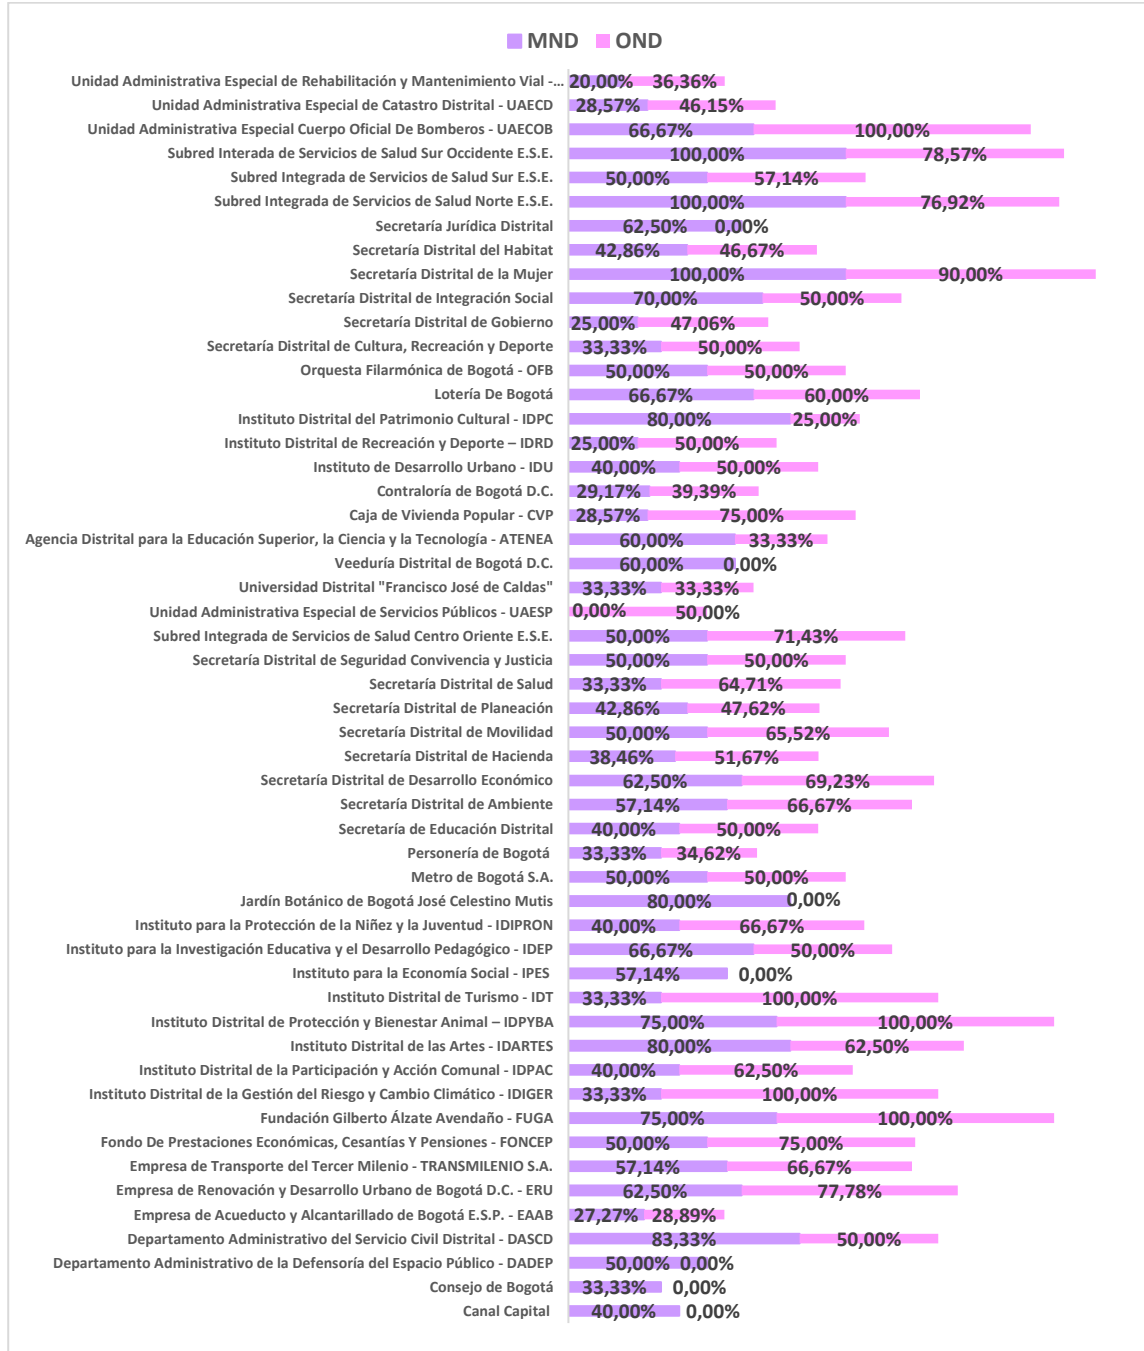 MND OND
Unidad Administrativa Especial de Rehabilitación y Mantenimiento Vial -... 20,00% 36,36%
Unidad Administrativa Especial de Catastro Distrital - UAECD 28,57% 46,15%
Unidad Administrativa Especial Cuerpo Oficial De Bomberos - UAECOB 66,67% 100,00%
Subred Interada de Servicios de Salud Sur Occidente E.S.E. 100,00% 78,57%
Subred Integrada de Servicios de Salud Sur E.S.E. 50,00% 57,14%
Subred Integrada de Servicios de Salud Norte E.S.E. 100,00% 76,92%
Secretaría Jurídica Distrital 62,50% 0,00%
Secretaría Distrital del Habitat 42,86% 46,67%
Secretaría Distrital de la Mujer 100,00% 90,00%
Secretaría Distrital de Integración Social 70,00% 50,00%
Secretaría Distrital de Gobierno 25,00% 47,06%
Secretaría Distrital de Cultura, Recreación y Deporte 33,33% 50,00%
Orquesta Filarmónica de Bogotá - OFB 50,00% 50,00%
Lotería De Bogotá 66,67% 60,00%
Instituto Distrital del Patrimonio Cultural - IDPC 80,00% 25,00%
Instituto Distrital de Recreación y Deporte – IDRD 25,00% 50,00%
Instituto de Desarrollo Urbano - IDU 40,00% 50,00%
Contraloría de Bogotá D.C. 29,17% 39,39%
Caja de Vivienda Popular - CVP 28,57% 75,00%
Agencia Distrital para la Educación Superior, la Ciencia y la Tecnología - ATENEA 60,00% 33,33%
Veeduría Distrital de Bogotá D.C. 60,00% 0,00%
Universidad Distrital "Francisco José de Caldas" 33,33% 33,33%
Unidad Administrativa Especial de Servicios Públicos - UAESP 0,00% 50,00%
Subred Integrada de Servicios de Salud Centro Oriente E.S.E. 50,00% 71,43%
Secretaría Distrital de Seguridad Convivencia y Justicia 50,00% 50,00%
Secretaría Distrital de Salud 33,33% 64,71%
Secretaría Distrital de Planeación 42,86% 47,62%
Secretaría Distrital de Movilidad 50,00% 65,52%
Secretaría Distrital de Hacienda 38,46% 51,67%
Secretaría Distrital de Desarrollo Económico 62,50% 69,23%
Secretaría Distrital de Ambiente 57,14% 66,67%
Secretaría de Educación Distrital 40,00% 50,00%
Personería de Bogotá 33,33% 34,62%
Metro de Bogotá S.A. 50,00% 50,00%
Jardín Botánico de Bogotá José Celestino Mutis 80,00% 0,00%
Instituto para la Protección de la Niñez y la Juventud - IDIPRON 40,00% 66,67%
Instituto para la Investigación Educativa y el Desarrollo Pedagógico - IDEP 66,67% 50,00%
Instituto para la Economía Social - IPES 57,14% 0,00%
Instituto Distrital de Turismo - IDT 33,33% 100,00%
Instituto Distrital de Protección y Bienestar Animal – IDPYBA 75,00% 100,00%
Instituto Distrital de las Artes - IDARTES 80,00% 62,50%
Instituto Distrital de la Participación y Acción Comunal - IDPAC 40,00% 62,50%
Instituto Distrital de la Gestión del Riesgo y Cambio Climático - IDIGER 33,33% 100,00%
Fundación Gilberto Álzate Avendaño - FUGA 75,00% 100,00%
Fondo De Prestaciones Económicas, Cesantías Y Pensiones - FONCEP 50,00% 75,00%
Empresa de Transporte del Tercer Milenio - TRANSMILENIO S.A. 57,14% 66,67%
Empresa de Renovación y Desarrollo Urbano de Bogotá D.C. - ERU 62,50% 77,78%
Empresa de Acueducto y Alcantarillado de Bogotá E.S.P. - EAAB 27,27% 28,89%
Departamento Administrativo del Servicio Civil Distrital - DASCD 83,33% 50,00%
Departamento Administrativo de la Defensoría del Espacio Público - DADEP 50,00% 0,00%
Consejo de Bogotá 33,33% 0,00%
Canal Capital 40,00% 0,00%